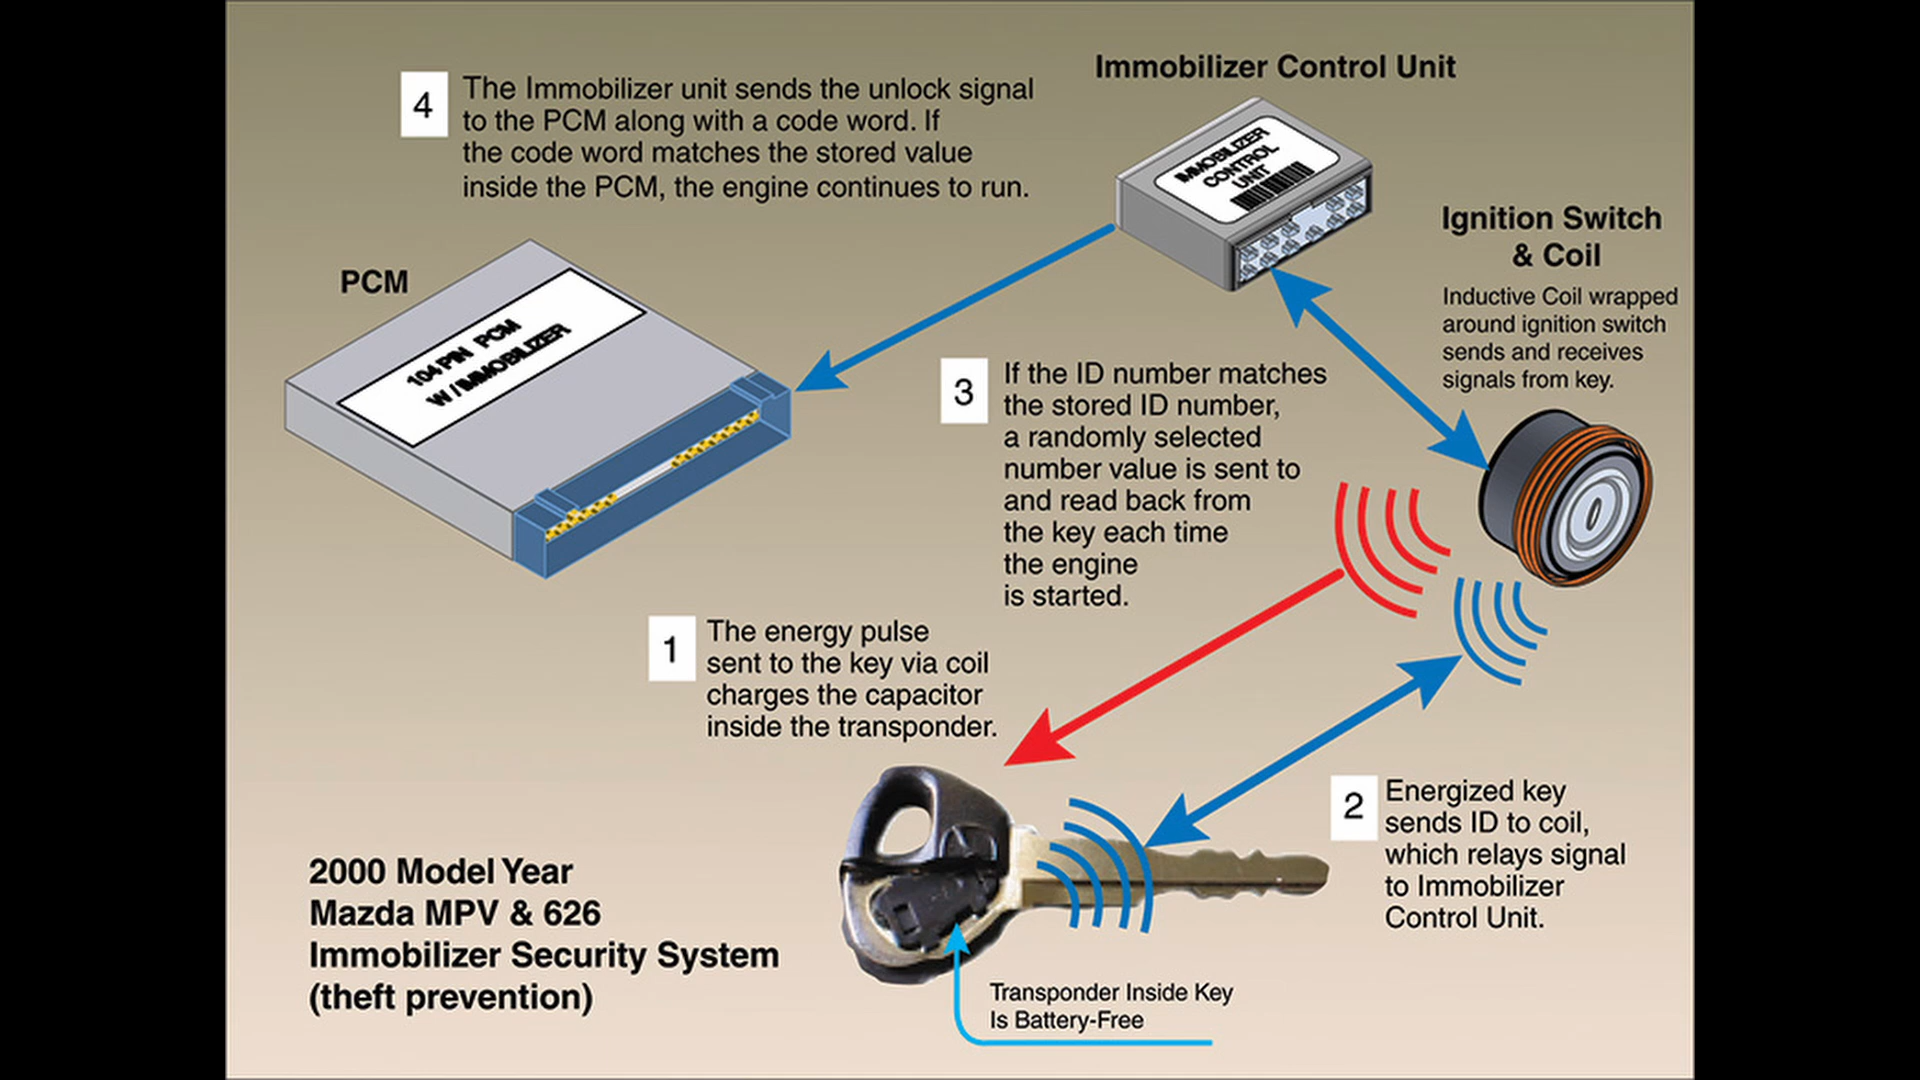 Immobilizer Control Unit
4
The Immobilizer unit sends the unlock signal
to the PCM along with a code word. If
the code word matches the stored value
inside the PCM, the engine continues to run.
IMMOBILIZER
CONTROL
UNIT
Ignition Switch
& Coil
Inductive Coil wrapped
around ignition switch
sends and receives
signals from key.
PCM
104 PIN PCM
W / IMMOBILIZER
3
If the ID number matches
the stored ID number,
a randomly selected
number value is sent to
and read back from
the key each time
the engine
is started.
1
The energy pulse
sent to the key via coil
charges the capacitor
inside the transponder.
2
Energized key
sends ID to coil,
which relays signal
to Immobilizer
Control Unit.
2000 Model Year
Mazda MPV & 626
Immobilizer Security System
(theft prevention)
Transponder Inside Key
Is Battery-Free